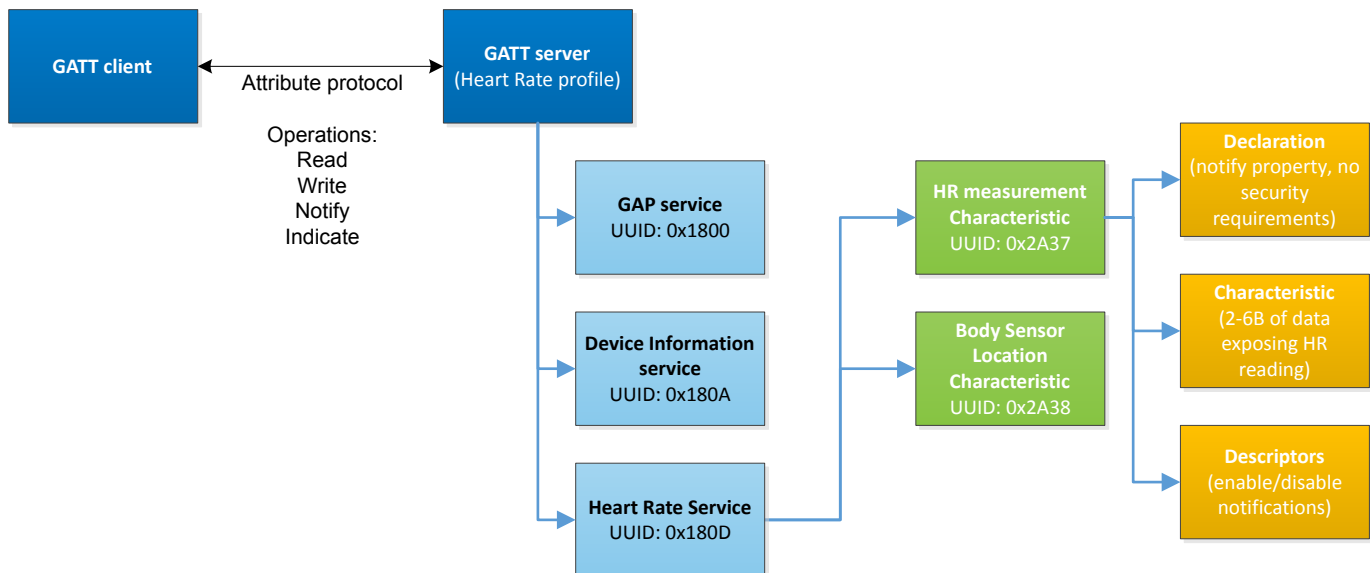 GATT client
Attribute protocol
Operations:
Read
Write
Notify
Indicate
GATT server
(Heart Rate profile)
GAP service
UUID: 0x1800
Device Information
service
UUID: 0x180A
Heart Rate Service
UUID: 0x180D
HR measurement
Characteristic
UUID: 0x2A37
Body Sensor
Location
Characteristic
UUID: 0x2A38
Declaration
(notify property, no
security
requirements)
Characteristic
(2-6B of data
exposing HR
reading)
Descriptors
(enable/disable
notifications)